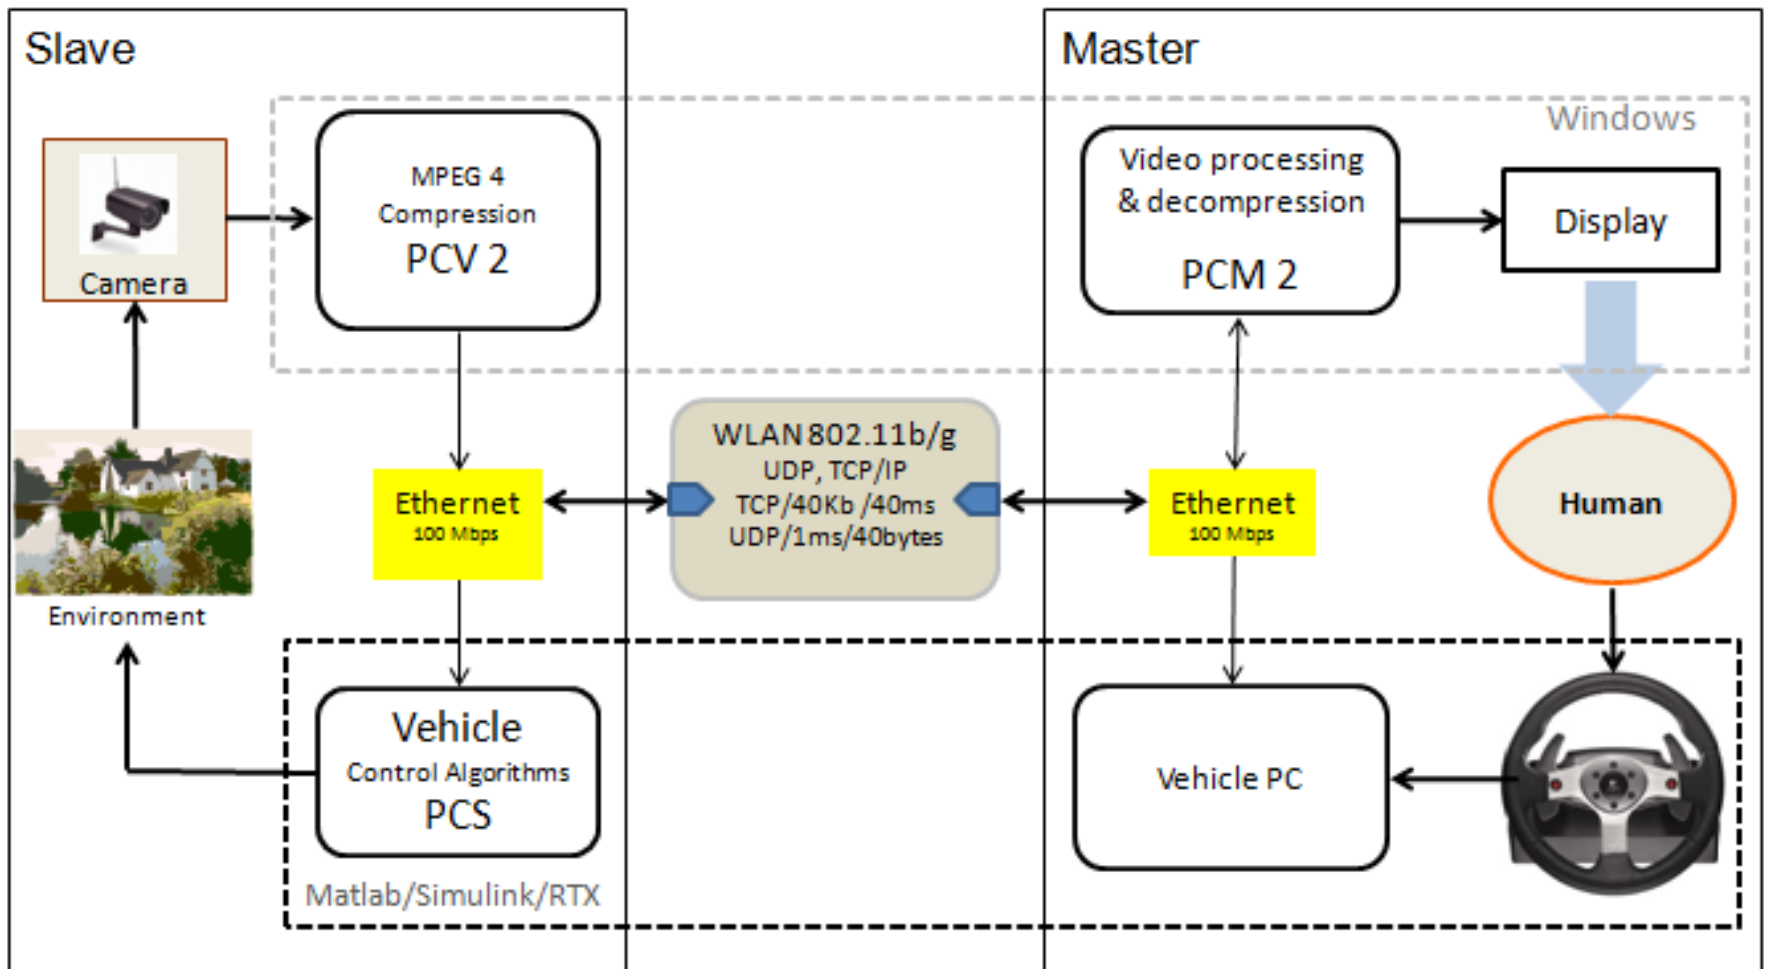 Slave
Master
Windows
MPEG 4
Compression
PCV 2
Video processing
& decompression
PCM 2
Display
Camera
WLAN 802.11b/g
UDP, TCP/IP
TCP/40Kb /40ms
UDP/1ms/40bytes
Ethernet
100 Mbps
Ethernet
100 Mbps
Human
Environment
Vehicle
Control Algorithms
PCS
Vehicle PC
Matlab/Simulink/RTX